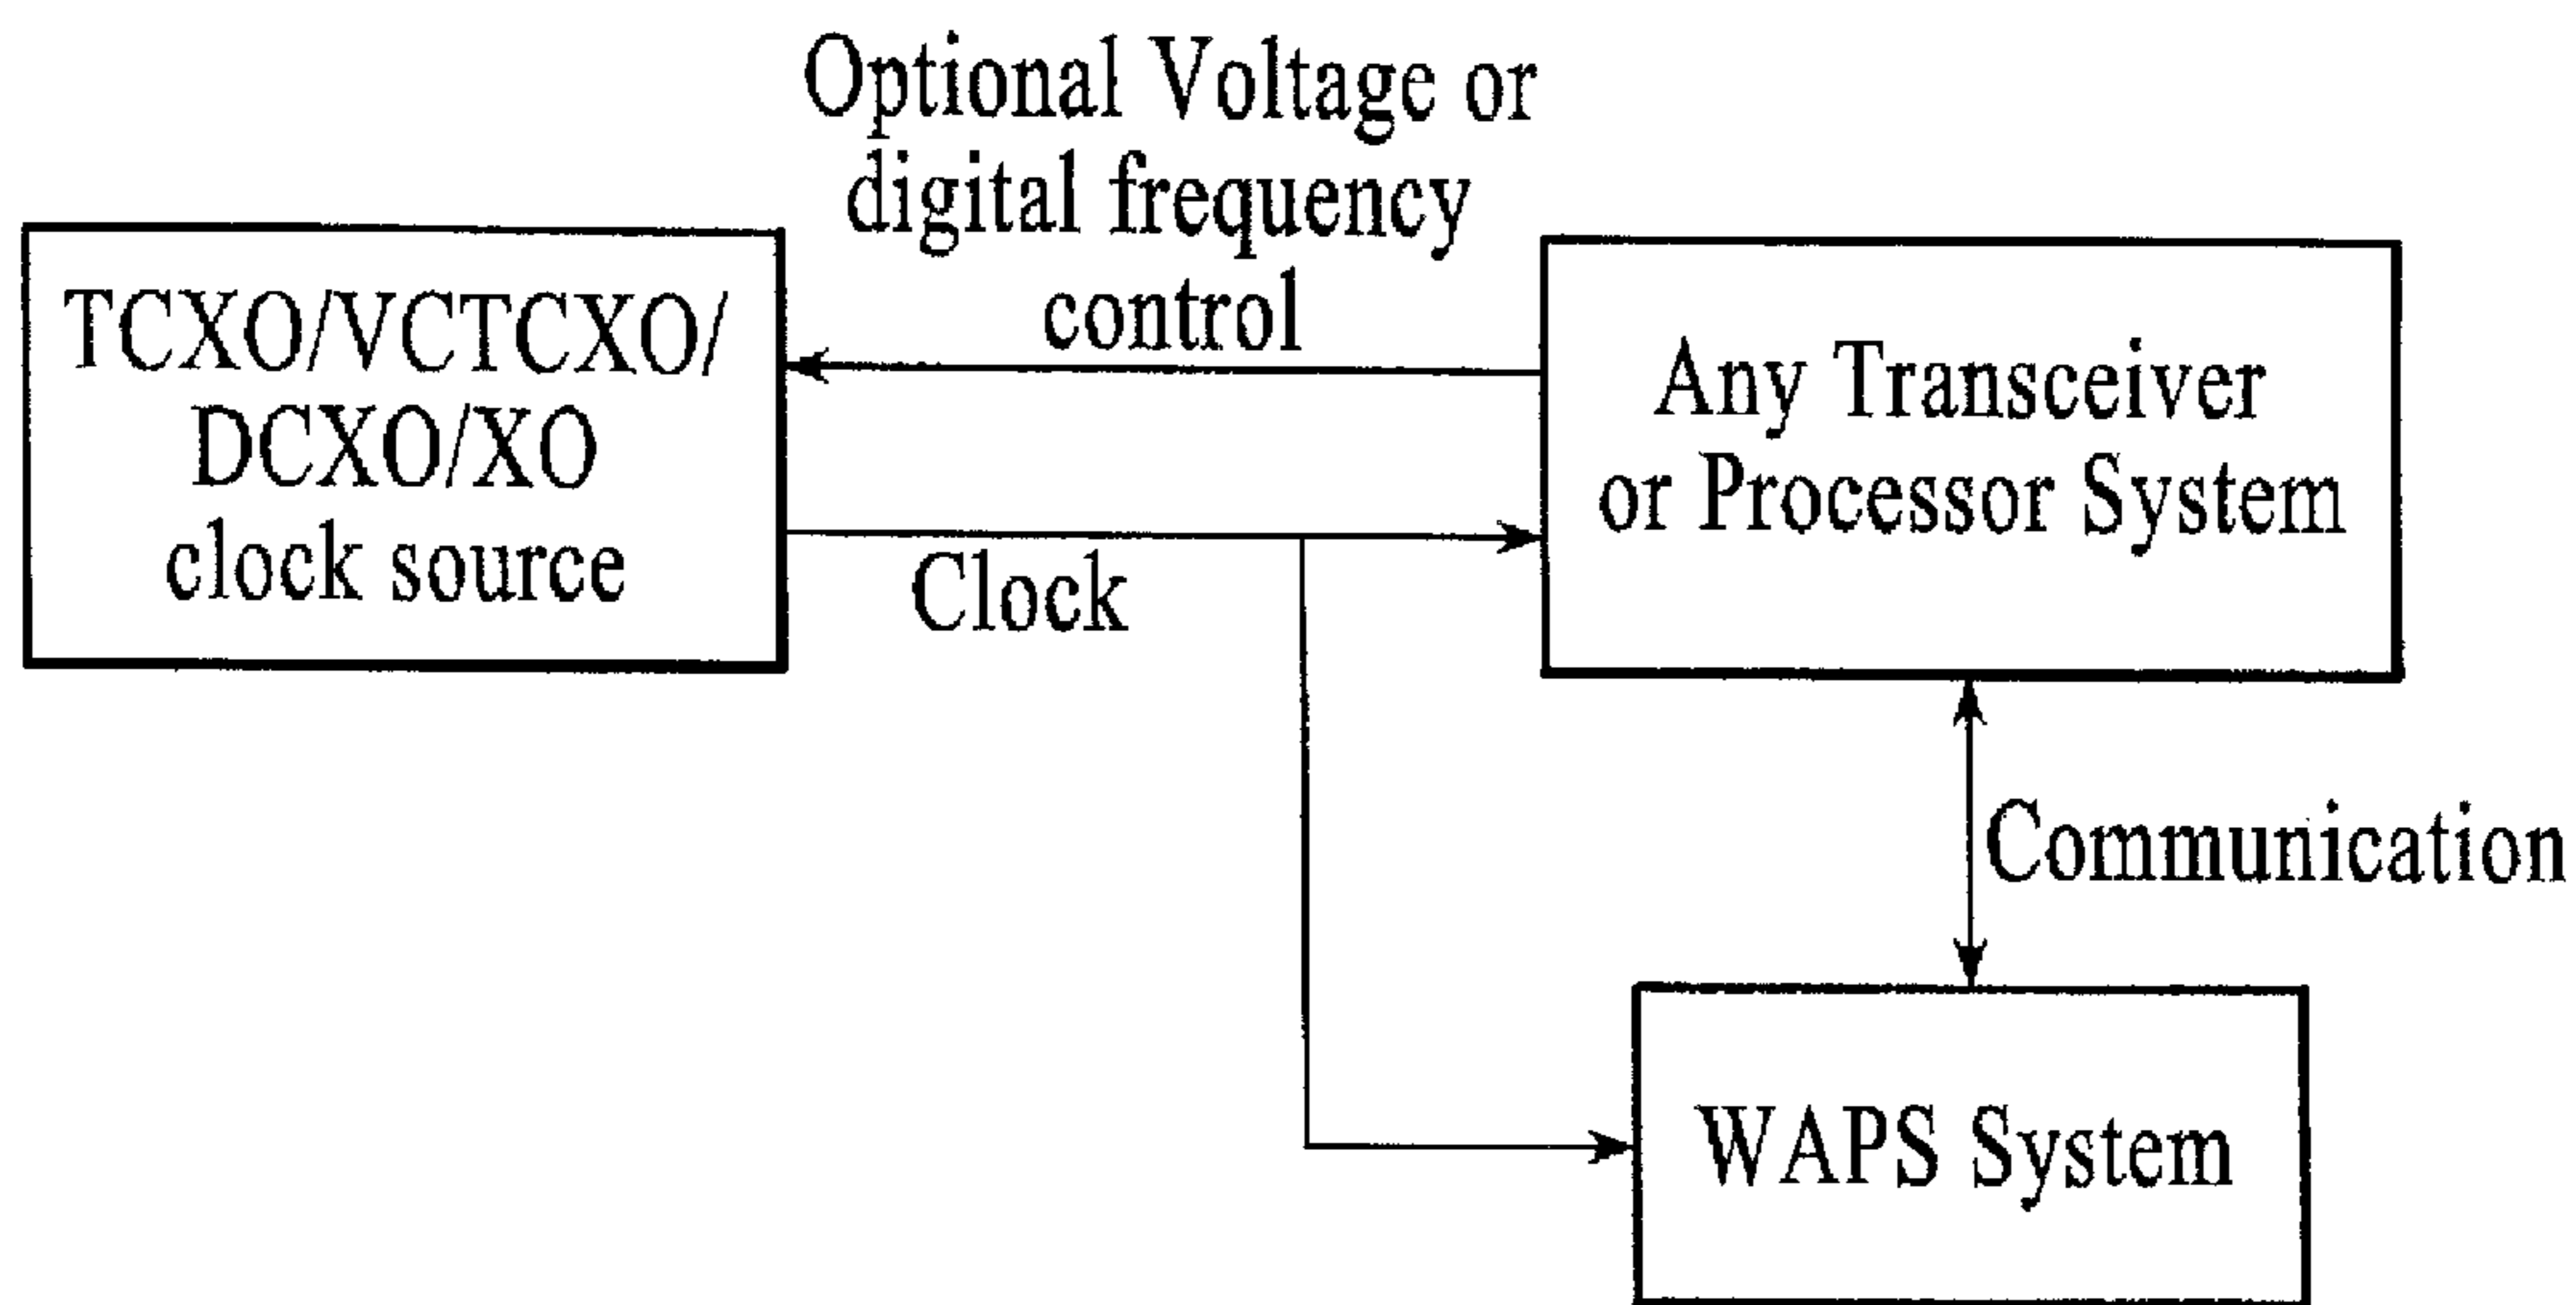 Optional Voltage or
digital frequency
control
TCXO/VCTCXO/
DCXO/XO
clock source
Any Transceiver
or Processor System
Clock
Communication
WAPS System